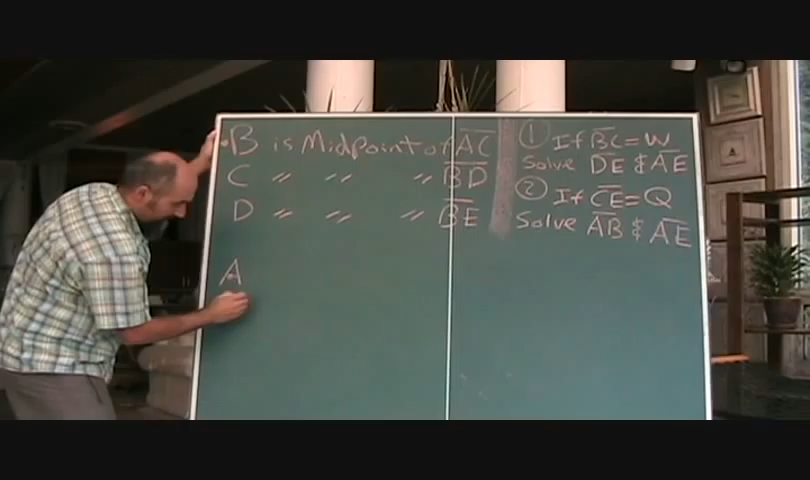 B is Midpoint of AC
C " " " BD
D " " " BE
A
① If BC = W
Solve DE & AE
② If CE = Q
Solve AB & AE